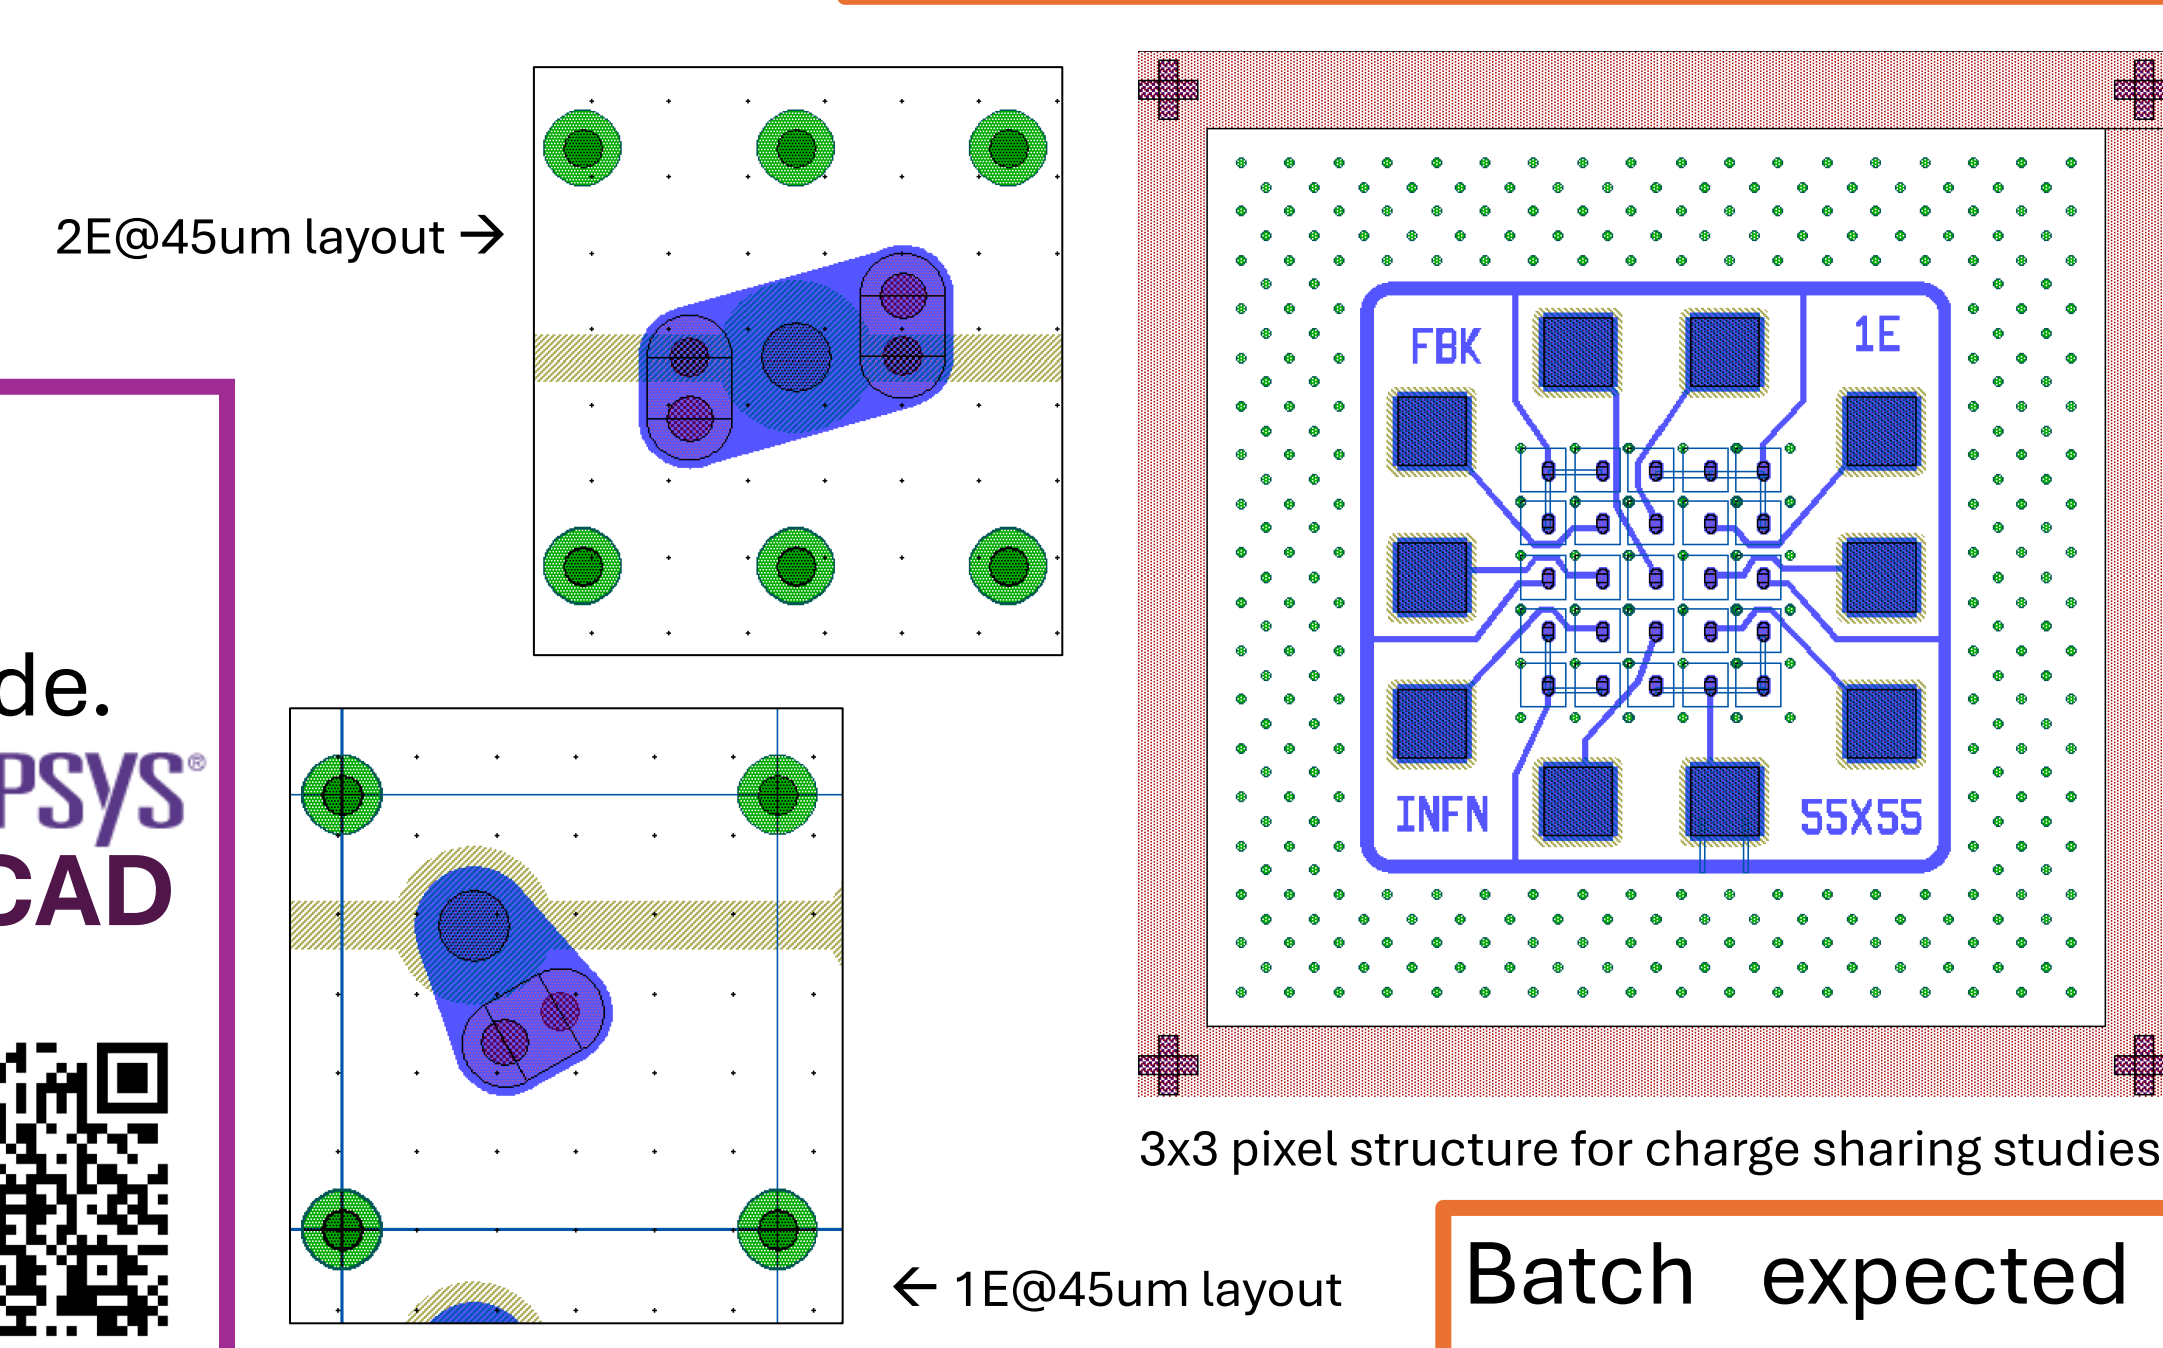 2E@45um layout →
FBK
1E
INFN
55X55
de.
PSYS®
CAD
3x3 pixel structure for charge sharing studies
← 1E@45um layout
Batch expected